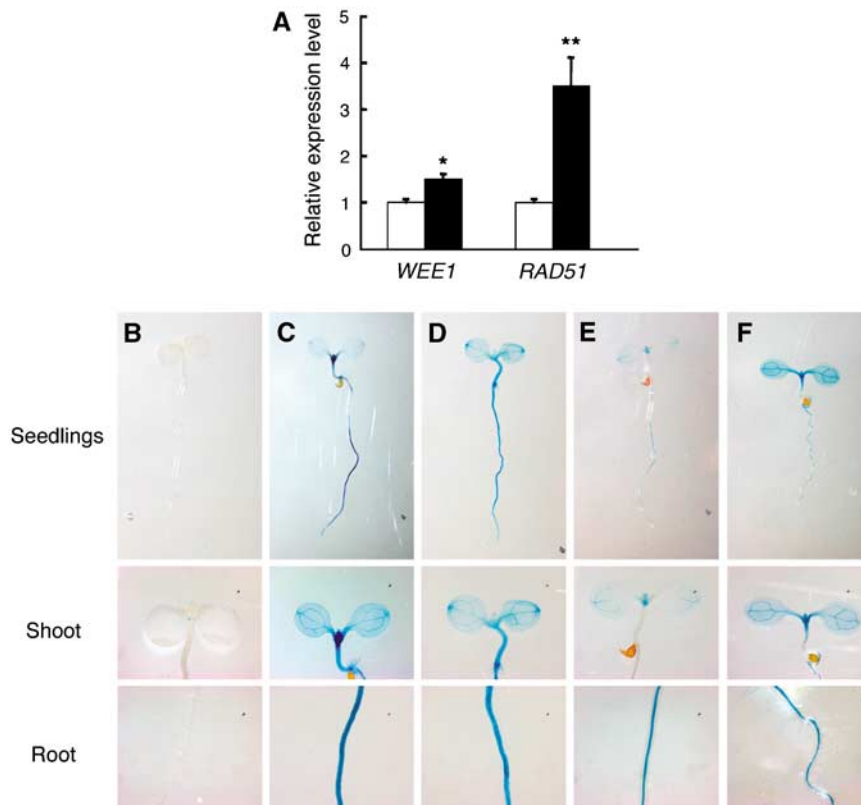 A
Relative expression level
5
4
3
2
1
0
*
**
WEE1
RAD51
B
C
D
E
F
Seedlings
Shoot
Root